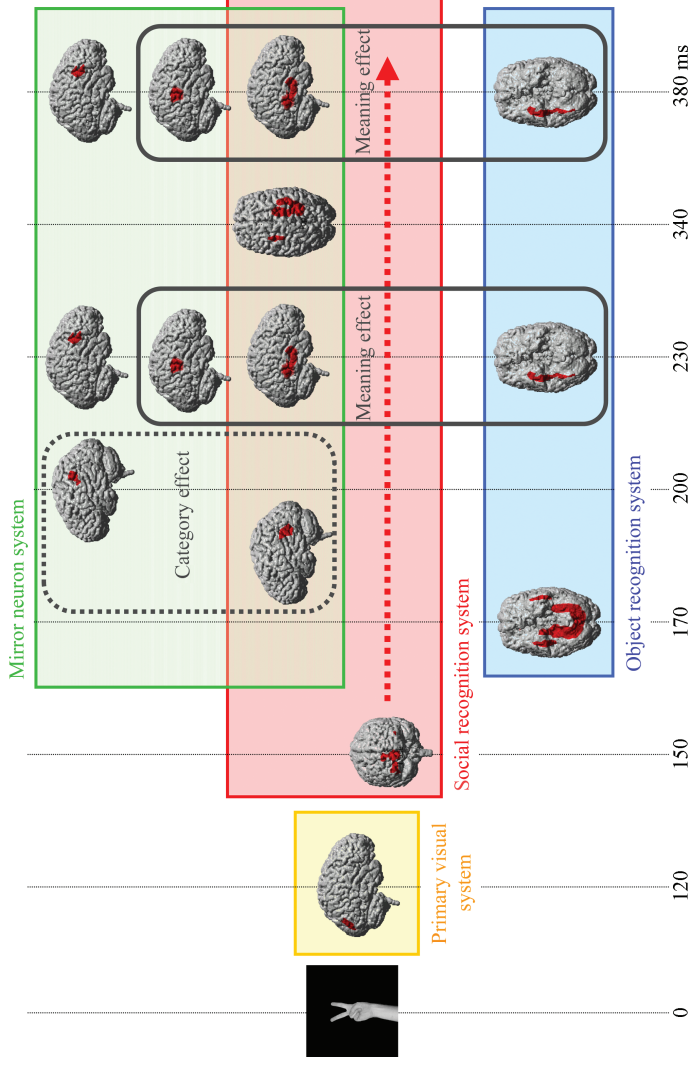 Mirror neuron system
Category effect
Meaning effect
Meaning effect
Social recognition system
Primary visual
system
Object recognition system
0
120
150
170
200
230
340
380 ms